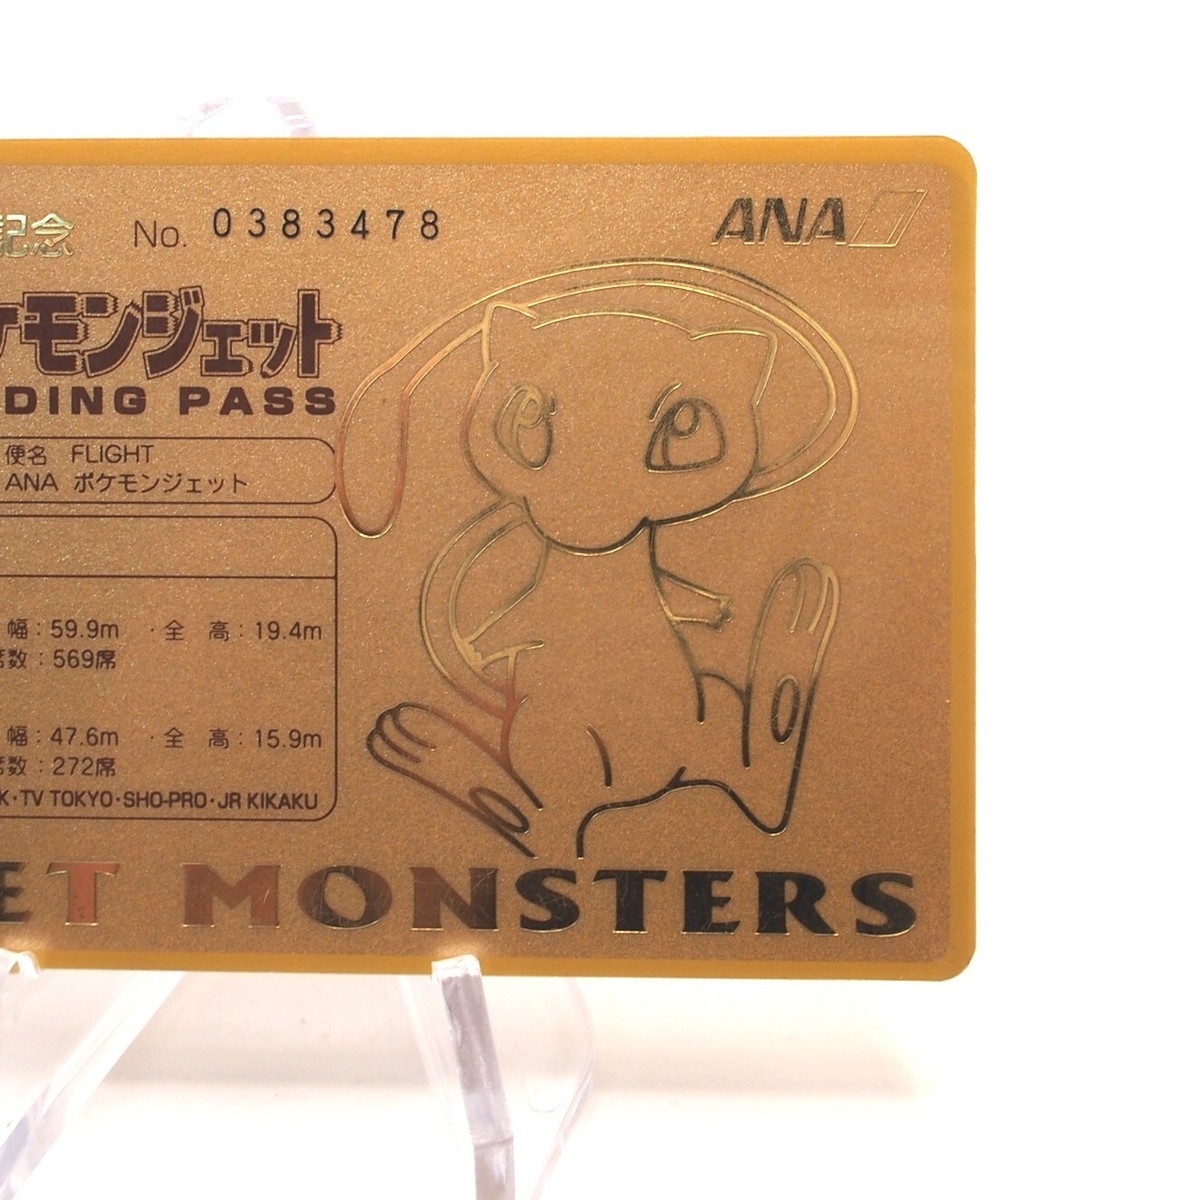 記念 No. 0383478 ANA
ケモンジェット
DING PASS
便名 FLIGHT
ANA ポケモンジェット
幅：59.9m ・全 高：19.4m
席数：569席
幅：47.6m ・全 高：15.9m
席数：272席
K・TV TOKYO・SHO-PRO・JR KIKAKU
ET MONSTERS